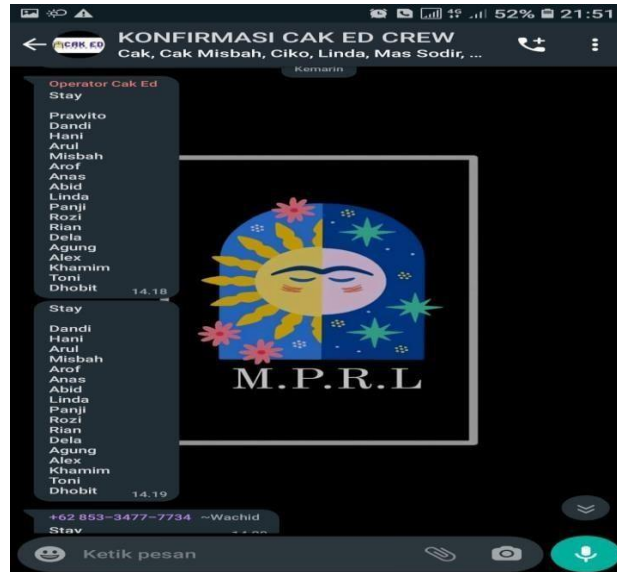 52% 21:51
CAK ED
KONFIRMASI CAK ED CREW
Cak, Cak Misbah, Ciko, Linda, Mas Sodir, ...
Kemarin
Operator Cak Ed
Stay
Prawito
Dandi
Hani
Arul
Misbah
Arof
Anas
Abid
Linda
Panji
Rozi
Rian
Dela
Agung
Alex
Khamim
Toni
Dhobit
14.18
Stay
Dandi
Hani
Arul
Misbah
Arof
Anas
Abid
Linda
Panji
Rozi
Rian
Dela
Agung
Alex
Khamim
Toni
Dhobit
14.19
M.P.R.L
+62 853-3477-7734 ~Wachid
Stay
Ketik pesan